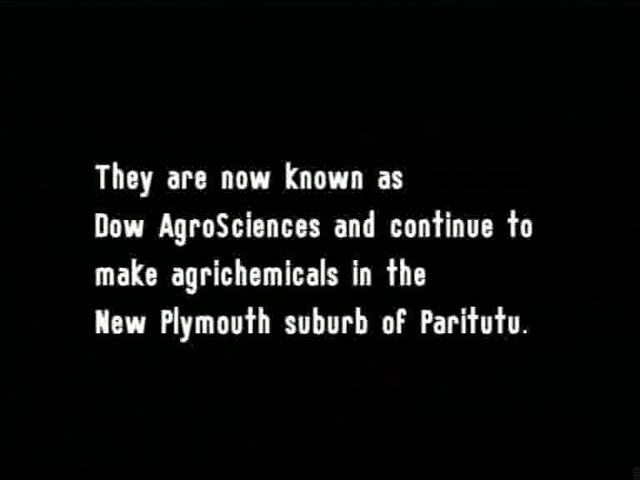 They are now known as
Dow AgroSciences and continue to
make agrichemicals in the
New Plymouth suburb of Paritutu.